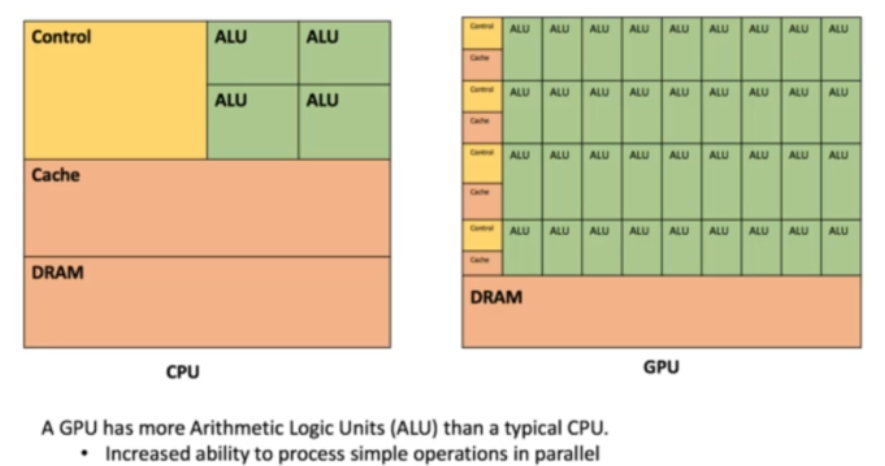 Control ALU ALU
ALU ALU
Cache
DRAM
CPU
Control ALU ALU ALU ALU ALU ALU ALU ALU ALU
Cache
Control ALU ALU ALU ALU ALU ALU ALU ALU ALU
Cache
Control ALU ALU ALU ALU ALU ALU ALU ALU ALU
Cache
Control ALU ALU ALU ALU ALU ALU ALU ALU ALU
Cache
DRAM
GPU
A GPU has more Arithmetic Logic Units (ALU) than a typical CPU.
• Increased ability to process simple operations in parallel